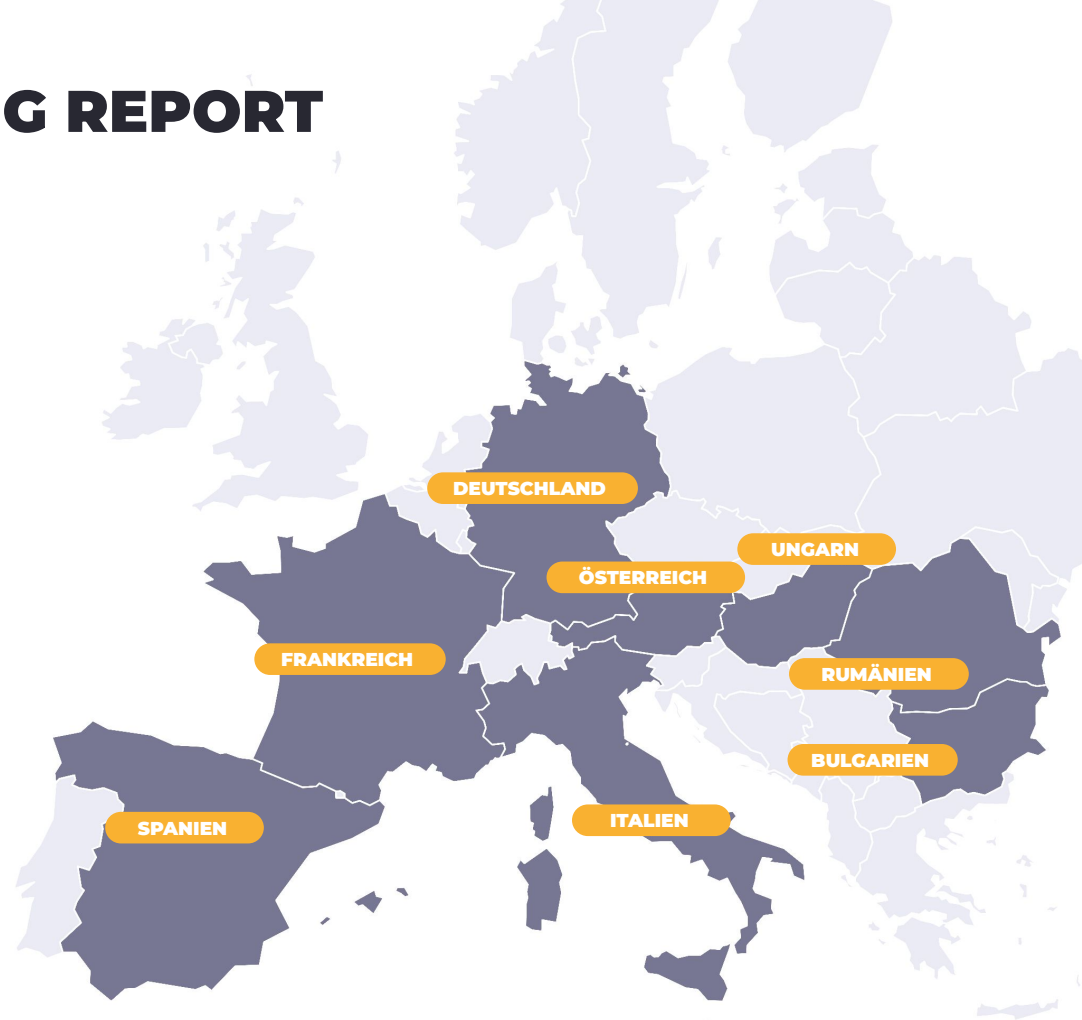 G REPORT
DEUTSCHLAND
UNGARN
ÖSTERREICH
FRANKREICH
RUMÄNIEN
BULGARIEN
ITALIEN
SPANIEN